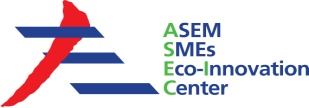 ASEM
SMEs
Eco-Innovation
Center